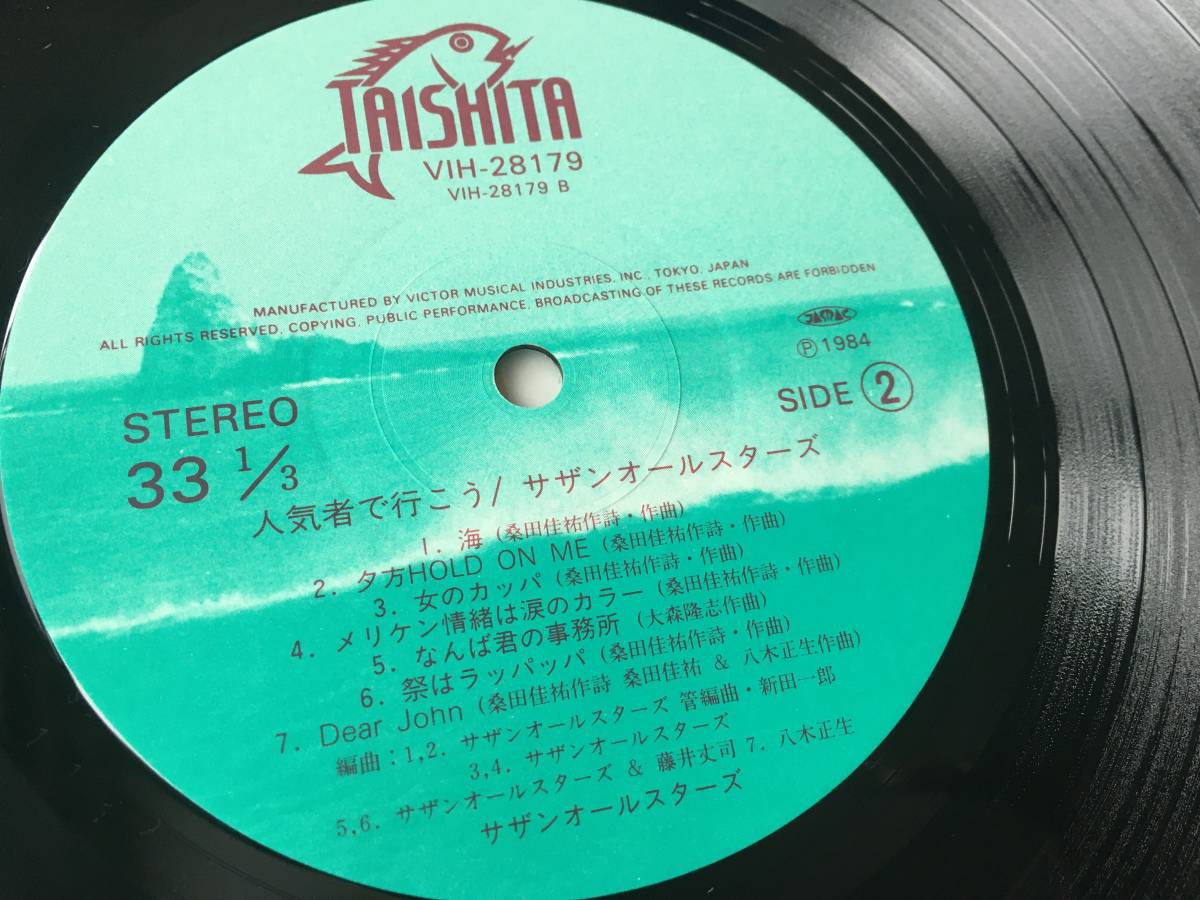 TAISHITA
VIH-28179
VIH-28179 B
MANUFACTURED BY VICTOR MUSICAL INDUSTRIES, INC., TOKYO, JAPAN
ALL RIGHTS RESERVED, COPYING, PUBLIC PERFORMANCE, BROADCASTING OF THESE RECORDS ARE FORBIDDEN
JASRAC
Ⓟ1984
STEREO
SIDE ②
33 1/3
人気者で行こう/ サザンオールスターズ
1. 海 (桑田佳祐作詩・作曲)
2. 夕方HOLD ON ME (桑田佳祐作詩・作曲)
3. 女のカッパ (桑田佳祐作詩・作曲)
4. メリケン情緒は涙のカラー (桑田佳祐作詩・作曲)
5. なんば君の事務所 (大森隆志作曲)
6. 祭はラッパッパ (桑田佳祐作詩・作曲)
7. Dear John (桑田佳祐作詩 桑田佳祐 & 八木正生作曲)
編曲:1,2. サザンオールスターズ 管編曲・新田一郎
3,4. サザンオールスターズ
5,6. サザンオールスターズ & 藤井丈司 7. 八木正生
サザンオールスターズ